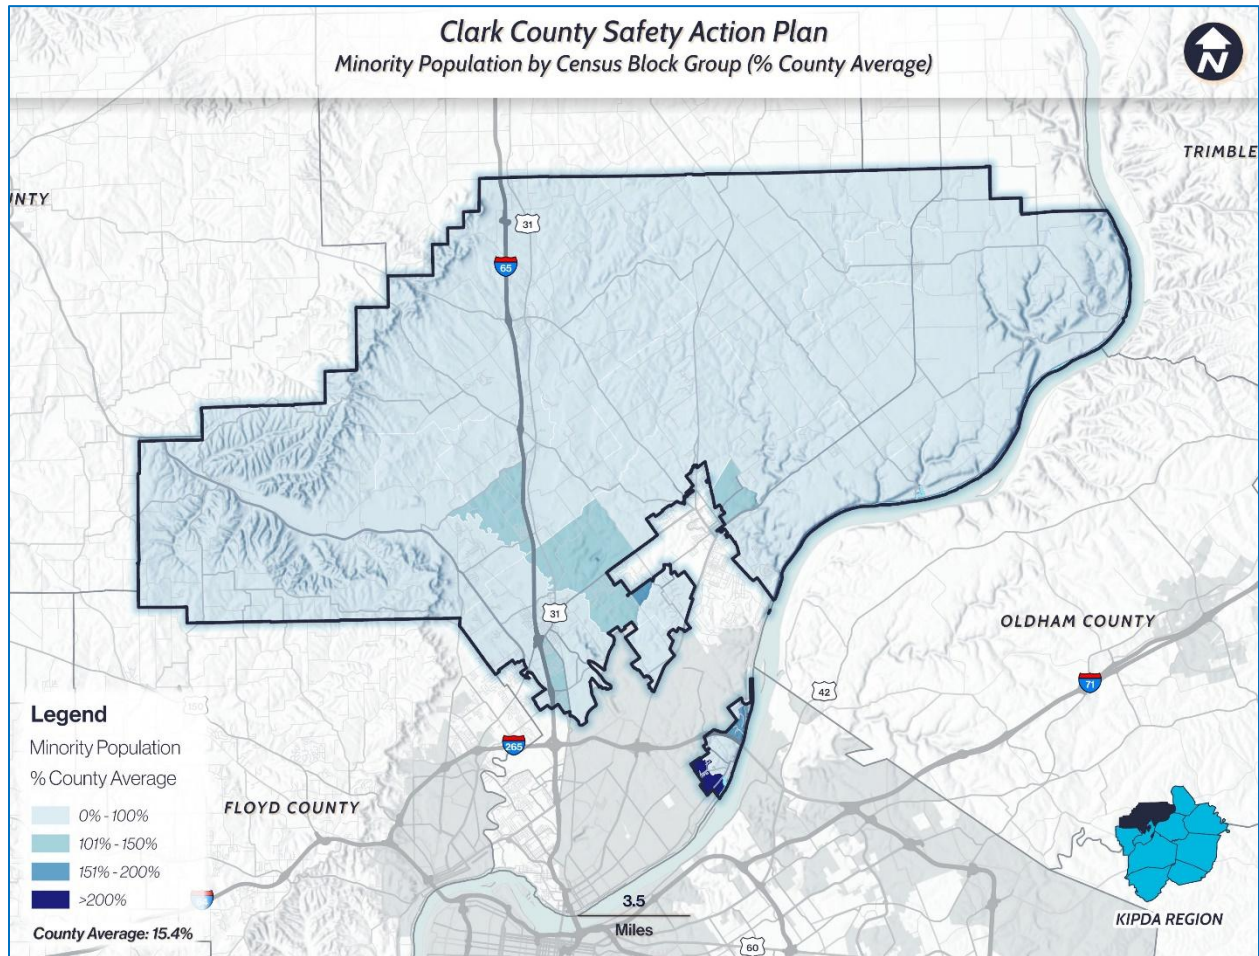 Clark County Safety Action Plan
Minority Population by Census Block Group (% County Average)
N
TRIMBLE
UNTY
31
65
31
OLDHAM COUNTY
71
42
265
150
FLOYD COUNTY
Legend
Minority Population
% County Average
0% - 100%
101% - 150%
151% - 200%
>200%
County Average: 15.4%
3.5
Miles
60
KIPDA REGION